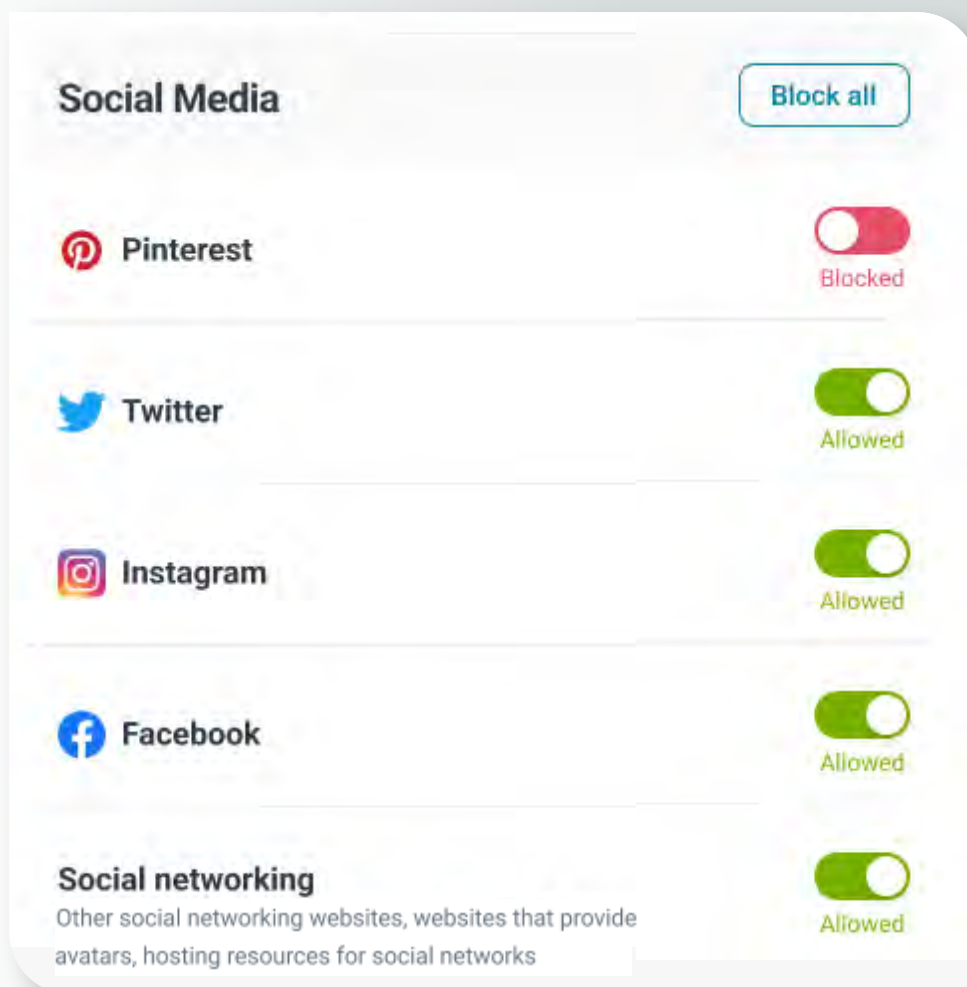 Social Media
Block all
Pinterest
Blocked
Twitter
Allowed
Instagram
Allowed
Facebook
Allowed
Social networking
Other social networking websites, websites that provide
avatars, hosting resources for social networks
Allowed